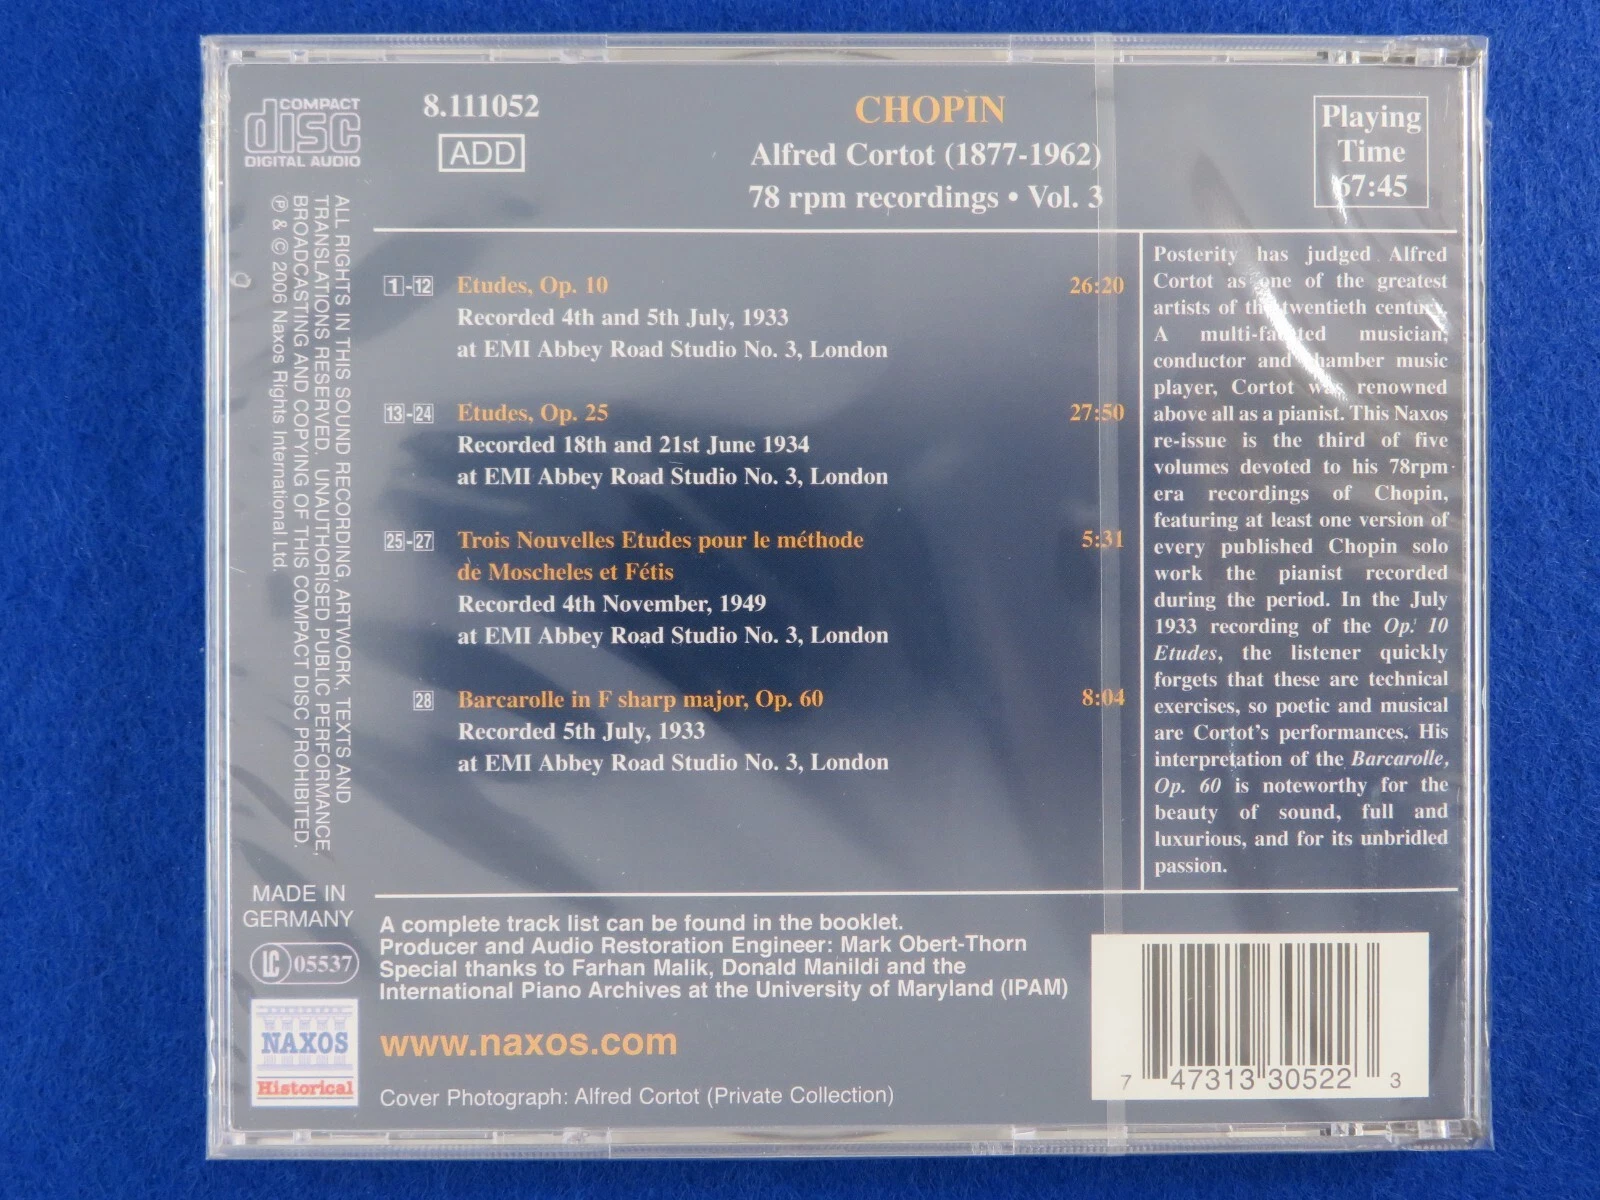 COMPACT
disc
DIGITAL AUDIO
8.111052
ADD
CHOPIN
Alfred Cortot (1877-1962)
78 rpm recordings • Vol. 3
Playing
Time
67:45
ALL RIGHTS IN THIS SOUND RECORDING, ARTWORK, TEXTS AND
TRANSLATIONS RESERVED. UNAUTHORISED PUBLIC PERFORMANCE,
BROADCASTING AND COPYING OF THIS COMPACT DISC PROHIBITED.
℗ & © 2006 Naxos Rights International Ltd.
1-12 Etudes, Op. 10 26:20
Recorded 4th and 5th July, 1933
at EMI Abbey Road Studio No. 3, London
13-24 Etudes, Op. 25 27:50
Recorded 18th and 21st June 1934
at EMI Abbey Road Studio No. 3, London
25-27 Trois Nouvelles Etudes pour le méthode 5:31
de Moscheles et Fétis
Recorded 4th November, 1949
at EMI Abbey Road Studio No. 3, London
28 Barcarolle in F sharp major, Op. 60 8:04
Recorded 5th July, 1933
at EMI Abbey Road Studio No. 3, London
Posterity has judged Alfred
Cortot as one of the greatest
artists of the twentieth century.
A multi-faceted musician,
conductor and chamber music
player, Cortot was renowned
above all as a pianist. This Naxos
re-issue is the third of five
volumes devoted to his 78rpm-
era recordings of Chopin,
featuring at least one version of
every published Chopin solo
work the pianist recorded
during the period. In the July
1933 recording of the Op. 10
Etudes, the listener quickly
forgets that these are technical
exercises, so poetic and musical
are Cortot's performances. His
interpretation of the Barcarolle,
Op. 60 is noteworthy for the
beauty of sound, full and
luxurious, and for its unbridled
passion.
MADE IN
GERMANY
LC 05537
NAXOS
Historical
A complete track list can be found in the booklet.
Producer and Audio Restoration Engineer: Mark Obert-Thorn
Special thanks to Farhan Malik, Donald Manildi and the
International Piano Archives at the University of Maryland (IPAM)
www.naxos.com
Cover Photograph: Alfred Cortot (Private Collection)
7 47313 30522 3